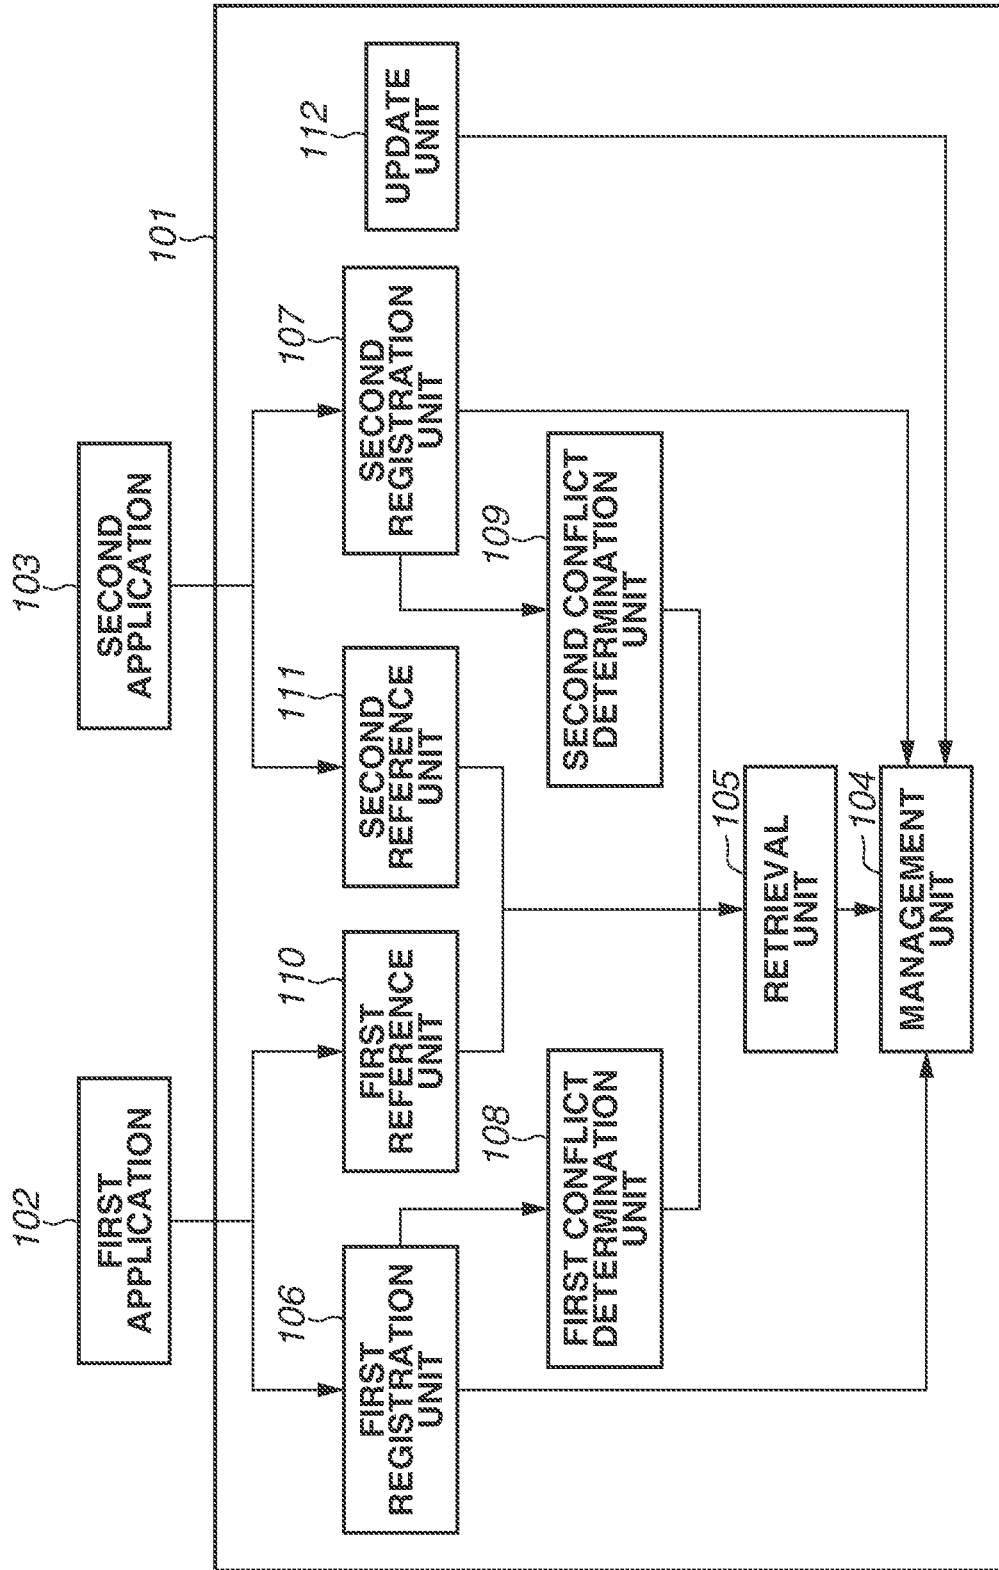 102
FIRST
APPLICATION
103
SECOND
APPLICATION
101
106
FIRST
REGISTRATION
UNIT
110
FIRST
REFERENCE
UNIT
111
SECOND
REFERENCE
UNIT
107
SECOND
REGISTRATION
UNIT
112
UPDATE
UNIT
108
FIRST CONFLICT
DETERMINATION
UNIT
109
SECOND CONFLICT
DETERMINATION
UNIT
105
RETRIEVAL
UNIT
104
MANAGEMENT
UNIT